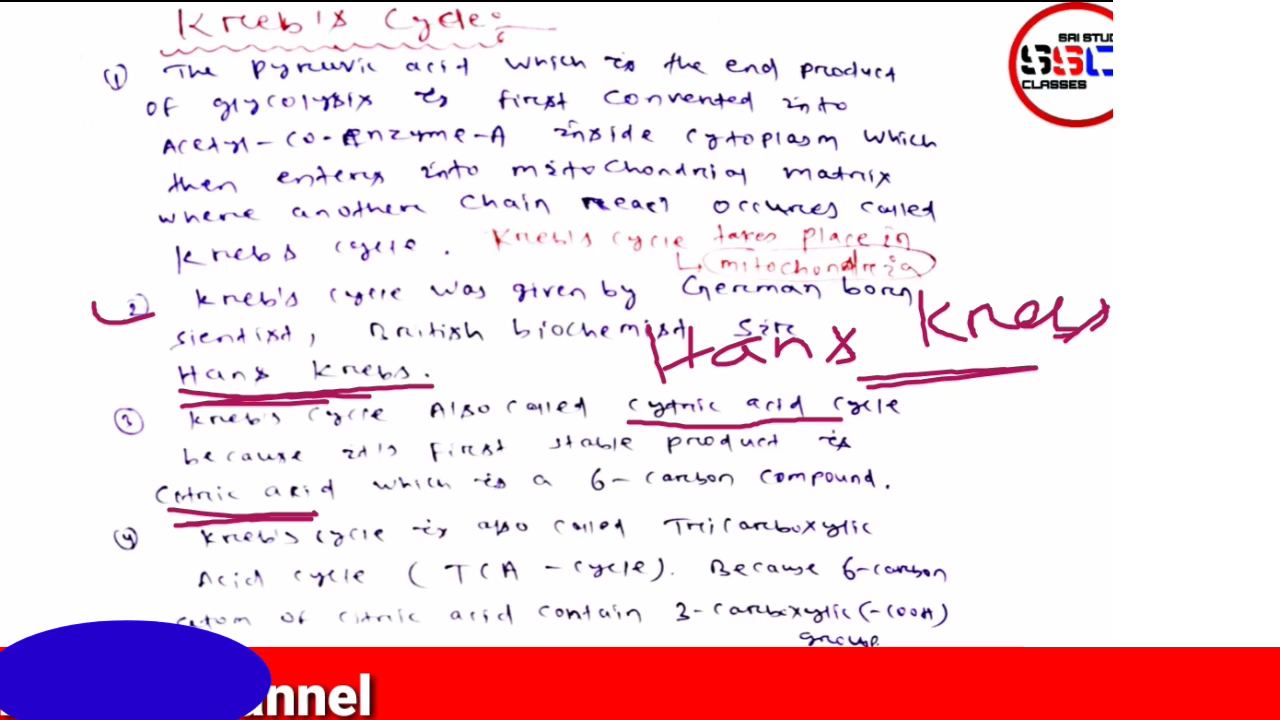 Kreb's Cycle:
SAI STUD
SSC
CLASSES
① The pyruvic acid which is the end product
of glycolysis is first converted into
Acetyl-co-Enzyme-A inside cytoplasm which
then enters into mitochondrial matrix
where another chain react occures called
Krebs cycle. Kreb's cycle takes place in
mitochondria
② Kreb's cycle was given by German born
sientist, British biochemist Sire
Hans Krebs
Hans Krebs.
③ Kreb's cycle Also called cytric acid cycle
because it's first stable product is
Citric acid which is a 6-carbon compound.
④ Kreb's cycle is also called Tricarboxylic
Acid cycle (TCA-cycle). Because 6-carbon
atom of citric acid contain 3-carboxylic (-COOH)
group
annel